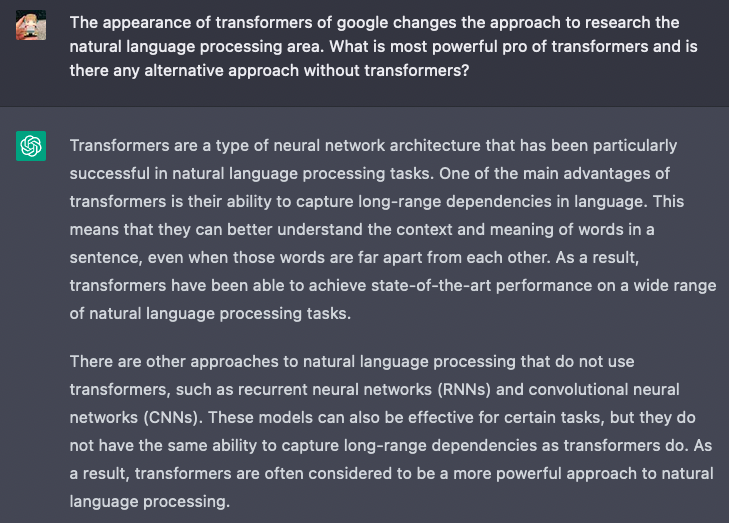 The appearance of transformers of google changes the approach to research the
natural language processing area. What is most powerful pro of transformers and is
there any alternative approach without transformers?
Transformers are a type of neural network architecture that has been particularly
successful in natural language processing tasks. One of the main advantages of
transformers is their ability to capture long-range dependencies in language. This
means that they can better understand the context and meaning of words in a
sentence, even when those words are far apart from each other. As a result,
transformers have been able to achieve state-of-the-art performance on a wide range
of natural language processing tasks.
There are other approaches to natural language processing that do not use
transformers, such as recurrent neural networks (RNNs) and convolutional neural
networks (CNNs). These models can also be effective for certain tasks, but they do
not have the same ability to capture long-range dependencies as transformers do. As
a result, transformers are often considered to be a more powerful approach to natural
language processing.